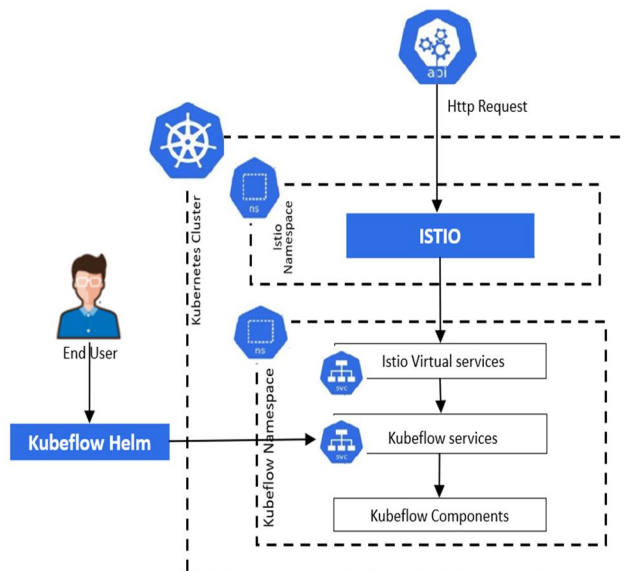 api
Http Request
Kubernetes Cluster
ns
Istio
Namespace
ISTIO
End User
ns
Kubeflow Namespace
svc
Istio Virtual services
Kubeflow Helm
svc
Kubeflow services
Kubeflow Components